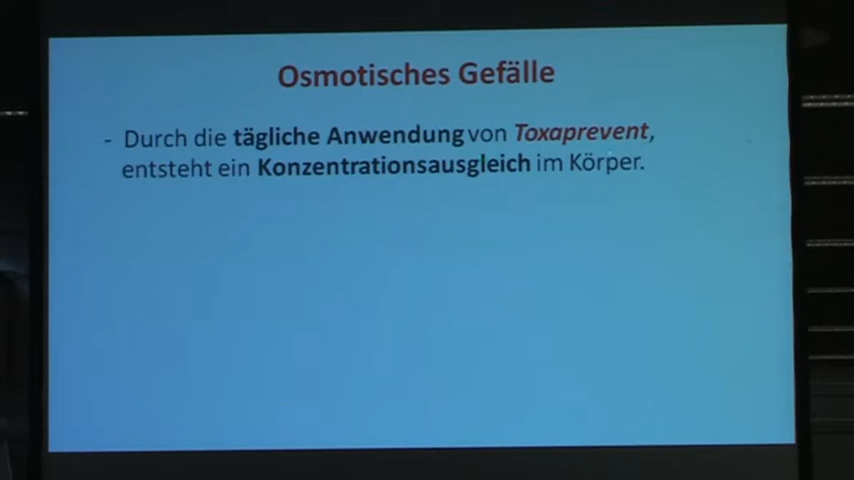 Osmotisches Gefälle
- Durch die tägliche Anwendung von Toxaprevent,
entsteht ein Konzentrationsausgleich im Körper.